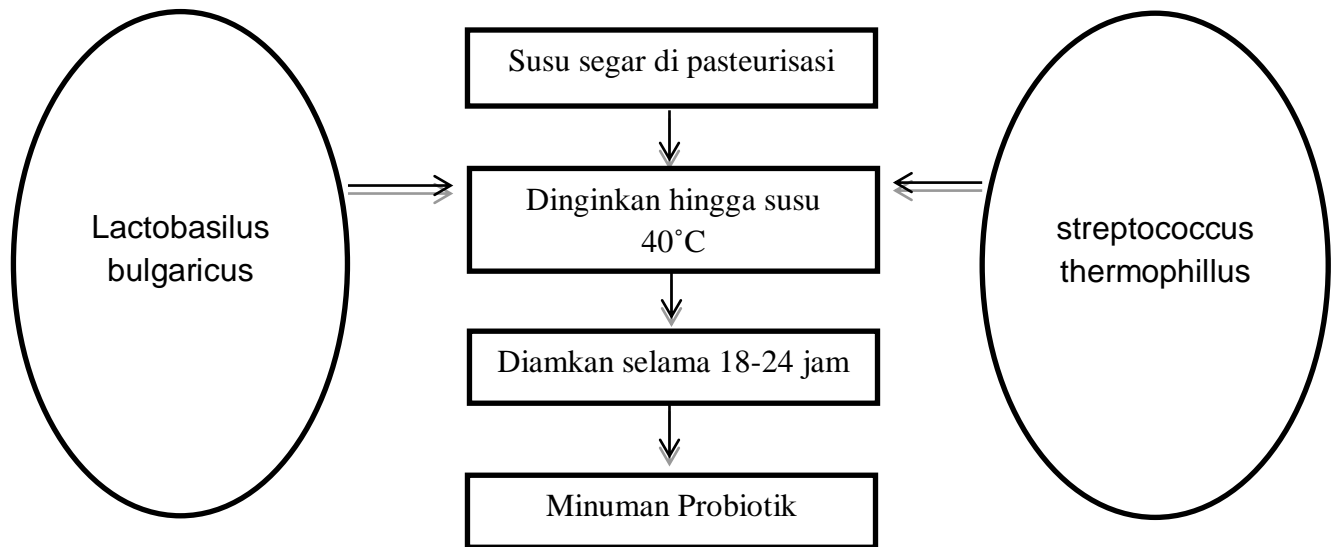 Susu segar di pasteurisasi
Lactobasilus
bulgaricus
Dinginkan hingga susu
40˚C
streptococcus
thermophillus
Diamkan selama 18-24 jam
Minuman Probiotik